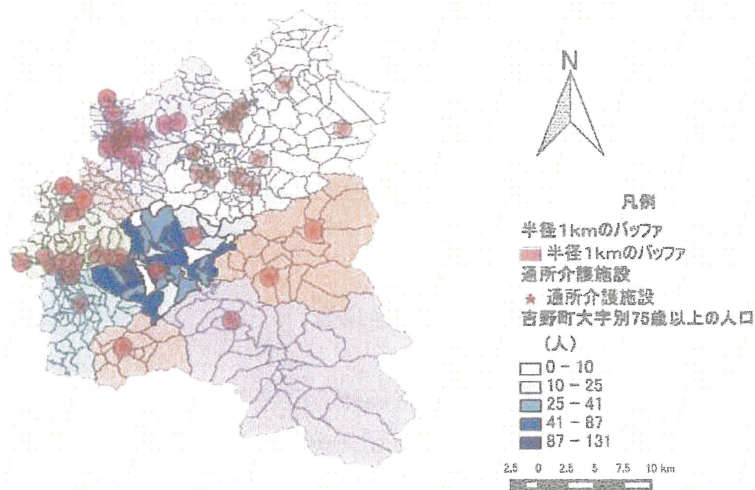 N
凡例
半径1kmのバッファ
半径1kmのバッファ
通所介護施設
通所介護施設
吉野町大字別75歳以上の人口
(人)
0 - 10
10 - 25
25 - 41
41 - 87
87 - 131
2.5 0 2.5 5 7.5 10 km